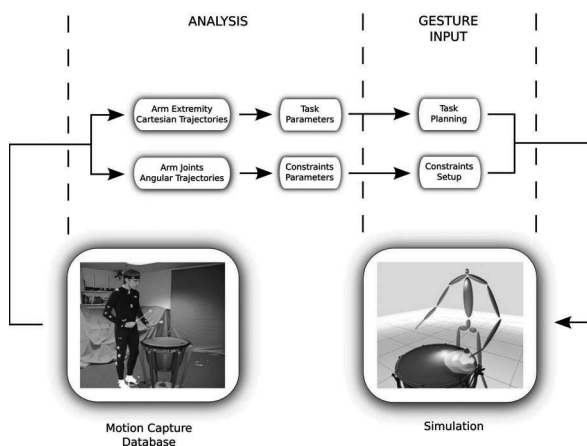 ANALYSIS
GESTURE
INPUT
Arm Extremity
Cartesian Trajectories
Task
Parameters
Task
Planning
Arm Joints
Angular Trajectories
Constraints
Parameters
Constraints
Setup
Motion Capture
Database
Simulation